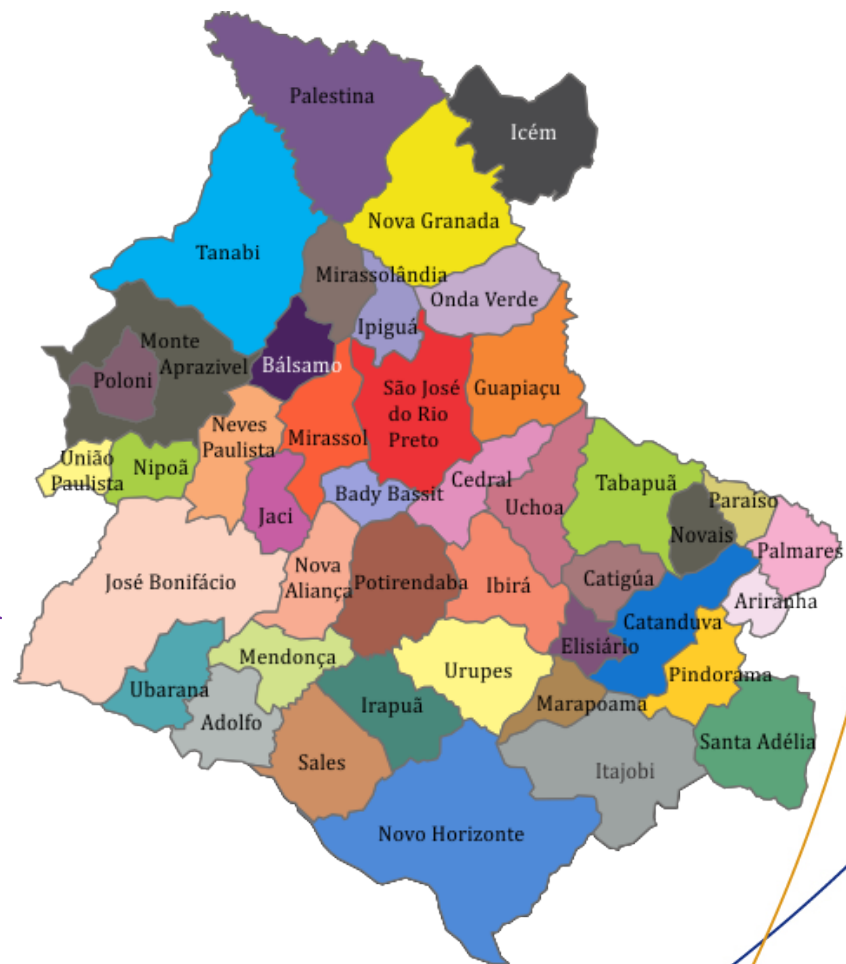 Palestina
Icém
Nova Granada
Tanabi
Mirassolândia
Onda Verde
Ipiguá
Monte
Aprazivel
Bálsamo
Poloni
São José
do Rio
Preto
Guapiaçu
Neves
Paulista
Mirassol
União
Paulista
Nipoã
Cedral
Tabapuã
Bady Bassit
Paraíso
Uchoa
Jaci
Novais
Palmares
José Bonifácio
Nova
Aliança
Potirendaba
Ibirá
Catigúa
Ariranha
Catanduva
Elisiário
Mendonça
Urupes
Pindorama
Ubarana
Irapuã
Marapoama
Adolfo
Santa Adélia
Sales
Itajobi
Novo Horizonte